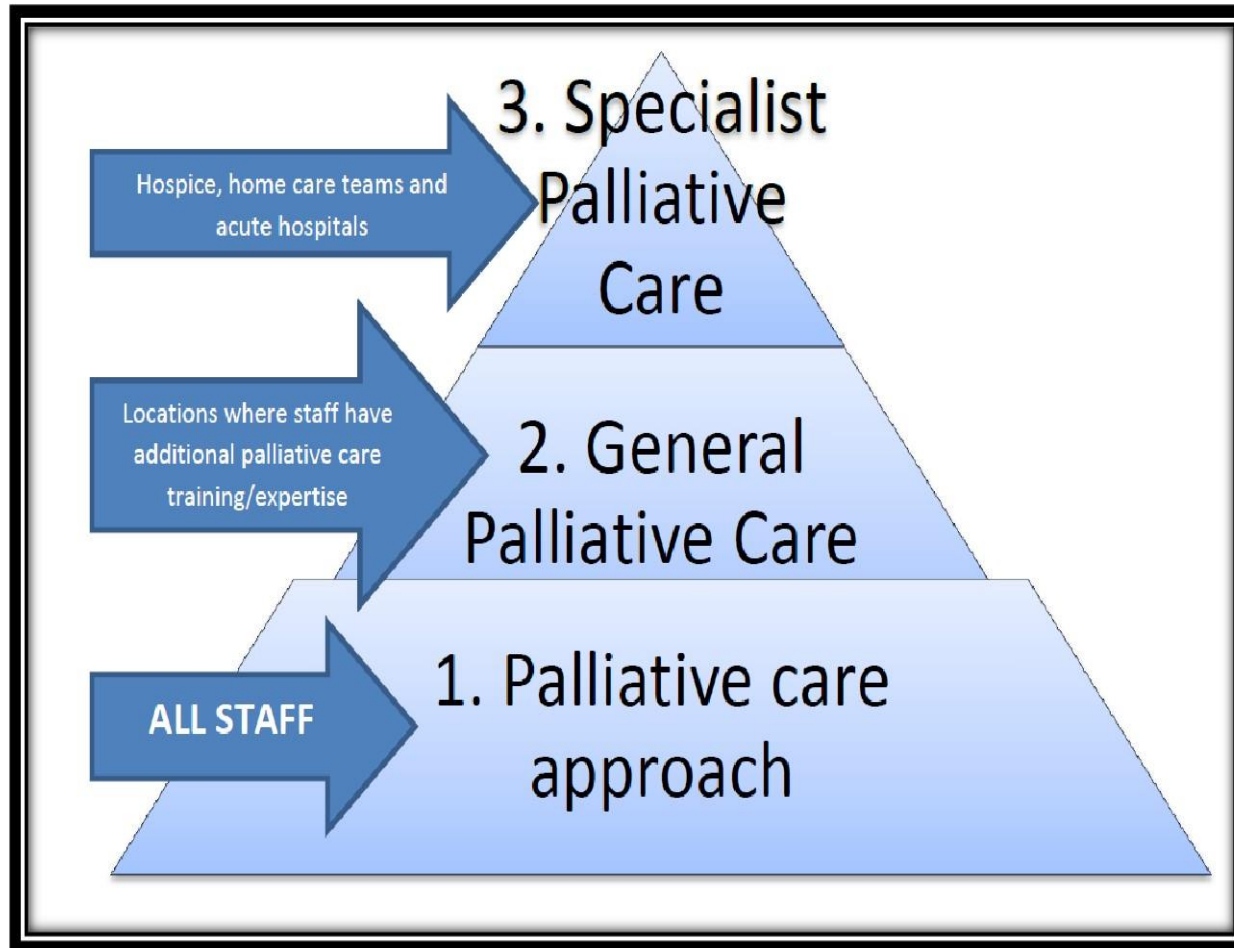 3. Specialist
Palliative
Care
Hospice, home care teams and
acute hospitals
2. General
Palliative Care
Locations where staff have
additional palliative care
training/expertise
1. Palliative care
approach
ALL STAFF